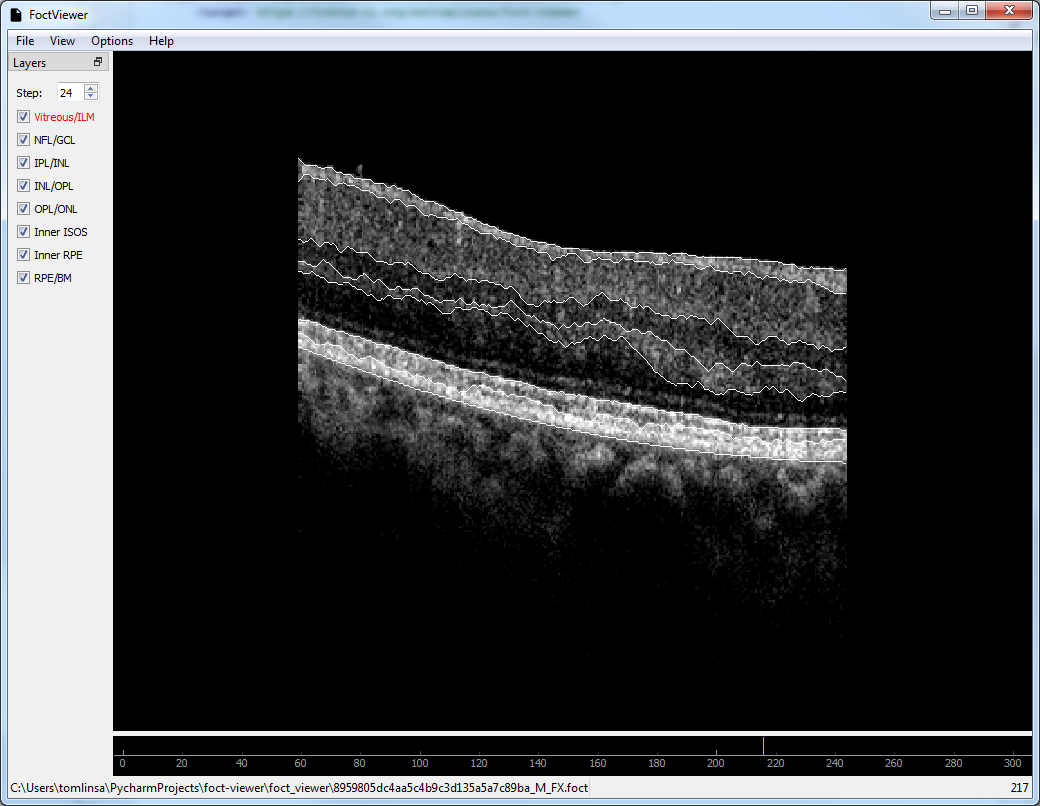 FoctViewer
File View Options Help
Layers
Step: 24
Vitreous/ILM
NFL/GCL
IPL/INL
INL/OPL
OPL/ONL
Inner ISOS
Inner RPE
RPE/BM
0 20 40 60 80 100 120 140 160 180 200 220 240 260 280 300
C:\Users\tomlinsa\PycharmProjects\foct-viewer\foct_viewer\8959805dc4aa5c4b9c3d135a5a7c89ba_M_FX.foct 217